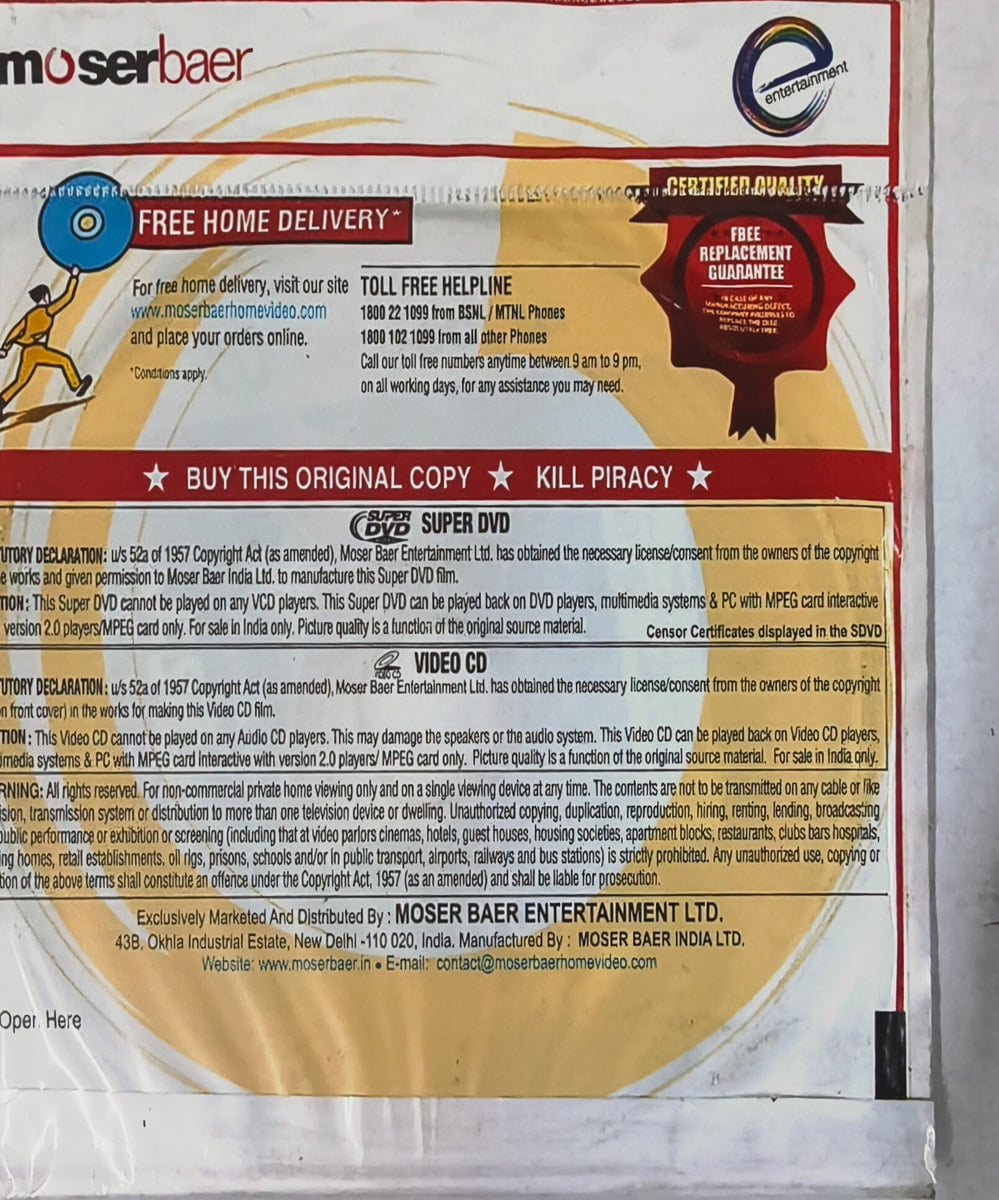 moserbaer
entertainment
CERTIFIED QUALITY
FREE HOME DELIVERY*
FREE
REPLACEMENT
GUARANTEE
IN CASE OF ANY
MANUFACTURING DEFECT,
THE COMPANY PROMISES TO
REPLACE THE DISC
ABSOLUTELY FREE.
For free home delivery, visit our site
www.moserbaerhomevideo.com
and place your orders online.
*Conditions apply.
TOLL FREE HELPLINE
1800 22 1099 from BSNL / MTNL Phones
1800 102 1099 from all other Phones
Call our toll free numbers anytime between 9 am to 9 pm,
on all working days, for any assistance you may need.
★ BUY THIS ORIGINAL COPY ★ KILL PIRACY ★
SUPER DVD SUPER DVD
UTORY DECLARATION: u/s 52a of 1957 Copyright Act (as amended), Moser Baer Entertainment Ltd. has obtained the necessary license/consent from the owners of the copyright
e works and given permission to Moser Baer India Ltd. to manufacture this Super DVD film.
TION: This Super DVD cannot be played on any VCD players. This Super DVD can be played back on DVD players, multimedia systems & PC with MPEG card interactive
version 2.0 players/MPEG card only. For sale in India only. Picture quality is a function of the original source material. Censor Certificates displayed in the SDVD
VIDEO CD VIDEO CD
UTORY DECLARATION: u/s 52a of 1957 Copyright Act (as amended), Moser Baer Entertainment Ltd. has obtained the necessary license/consent from the owners of the copyright
n front cover) in the works for making this Video CD film.
TION: This Video CD cannot be played on any Audio CD players. This may damage the speakers or the audio system. This Video CD can be played back on Video CD players,
imedia systems & PC with MPEG card Interactive with version 2.0 players/ MPEG card only. Picture quality is a function of the original source material. For sale in India only.
RNING: All rights reserved. For non-commercial private home viewing only and on a single viewing device at any time. The contents are not to be transmitted on any cable or like
ision, transmission system or distribution to more than one television device or dwelling. Unauthorized copying, duplication, reproduction, hiring, renting, lending, broadcasting
public performance or exhibition or screening (including that at video parlors cinemas, hotels, guest houses, housing societies, apartment blocks, restaurants, clubs bars hospitals,
ing homes, retail establishments, oil rigs, prisons, schools and/or in public transport, airports, railways and bus stations) is strictly prohibited. Any unauthorized use, copying or
tion of the above terms shall constitute an offence under the Copyright Act, 1957 (as an amended) and shall be liable for prosecution.
Exclusively Marketed And Distributed By : MOSER BAER ENTERTAINMENT LTD.
43B, Okhla Industrial Estate, New Delhi -110 020, India. Manufactured By : MOSER BAER INDIA LTD.
Website: www.moserbaer.in • E-mail: contact@moserbaerhomevideo.com
Open Here